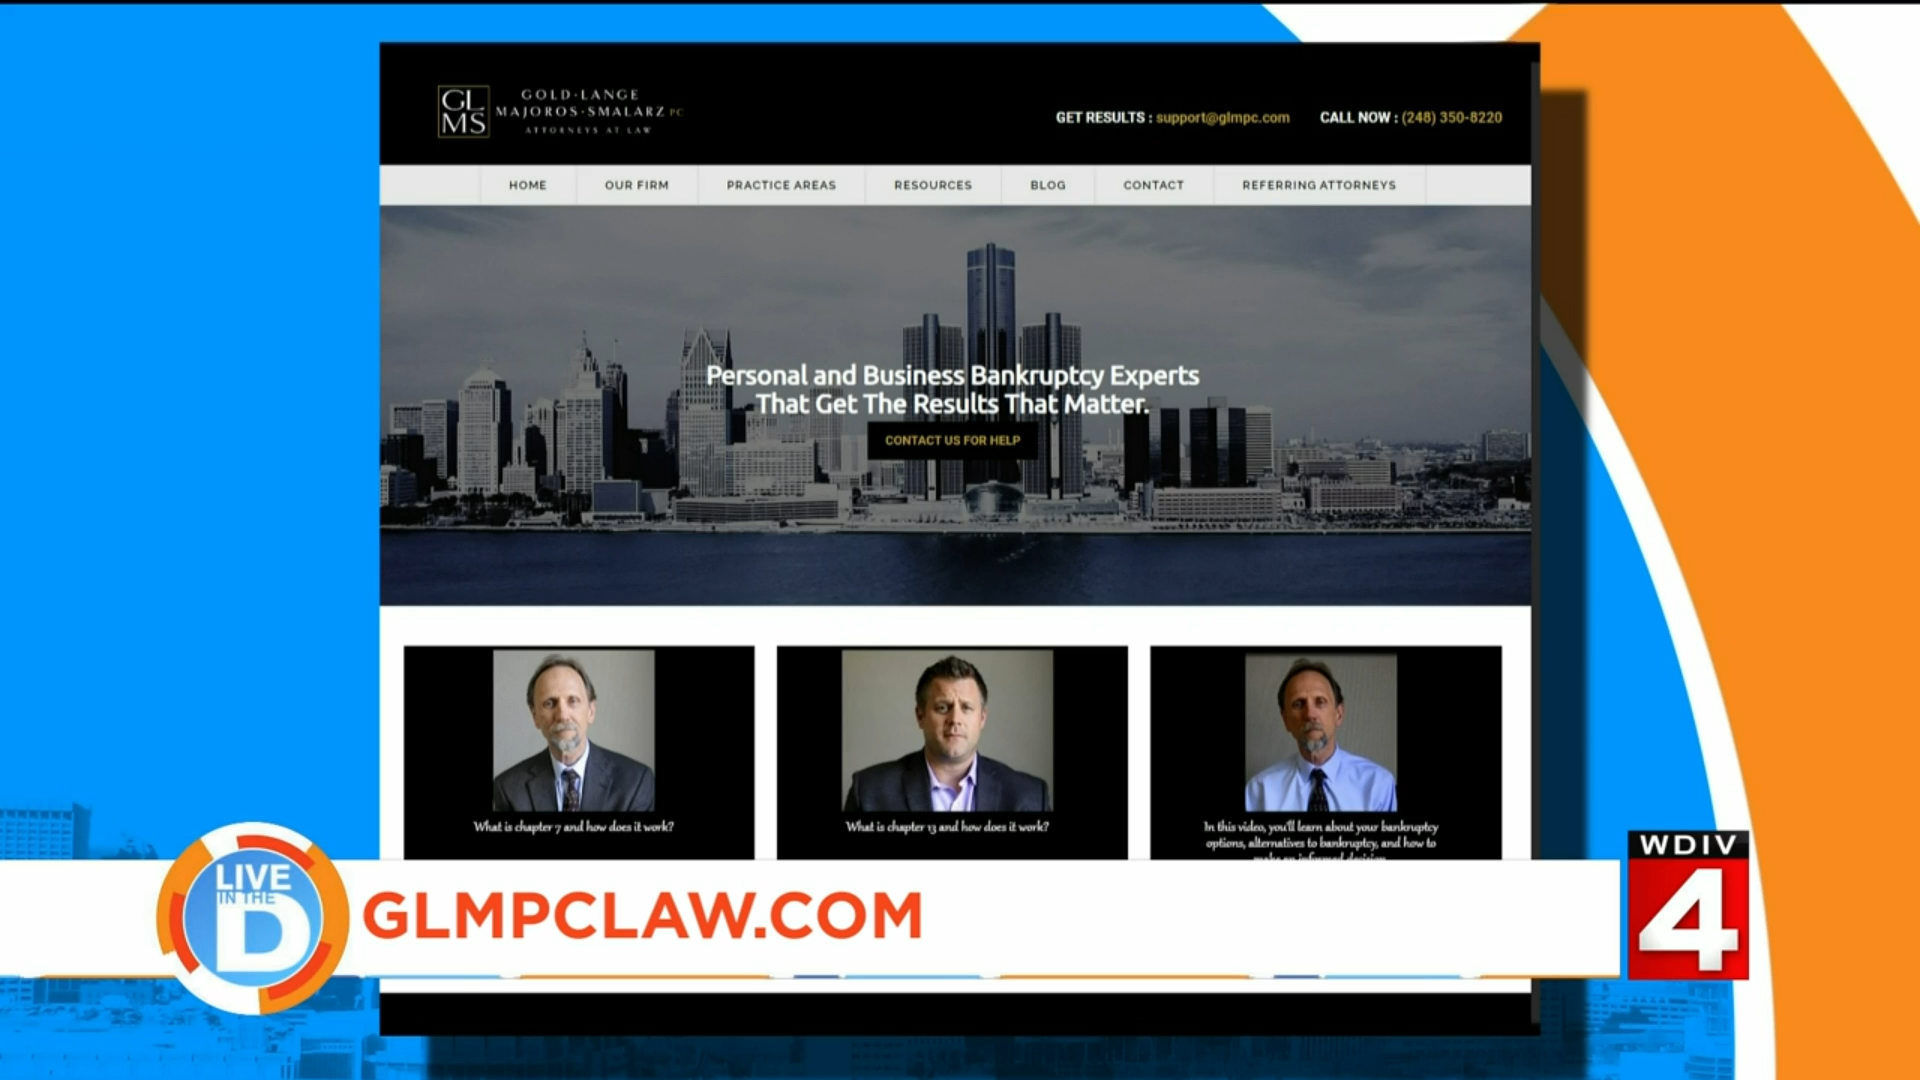 GL
MS
GOLD·LANGE
MAJOROS·SMALARZ PC
ATTORNEYS AT LAW
GET RESULTS : support@glmpc.com CALL NOW : (248) 350-8220
HOME OUR FIRM PRACTICE AREAS RESOURCES BLOG CONTACT REFERRING ATTORNEYS
Personal and Business Bankruptcy Experts
That Get The Results That Matter.
CONTACT US FOR HELP
What is chapter 7 and how does it work?
What is chapter 13 and how does it work?
In this video, you'll learn about your bankruptcy
options, alternatives to bankruptcy, and how to
make an informed decision
LIVE
IN THE
D
GLMPCLAW.COM
WDIV
4